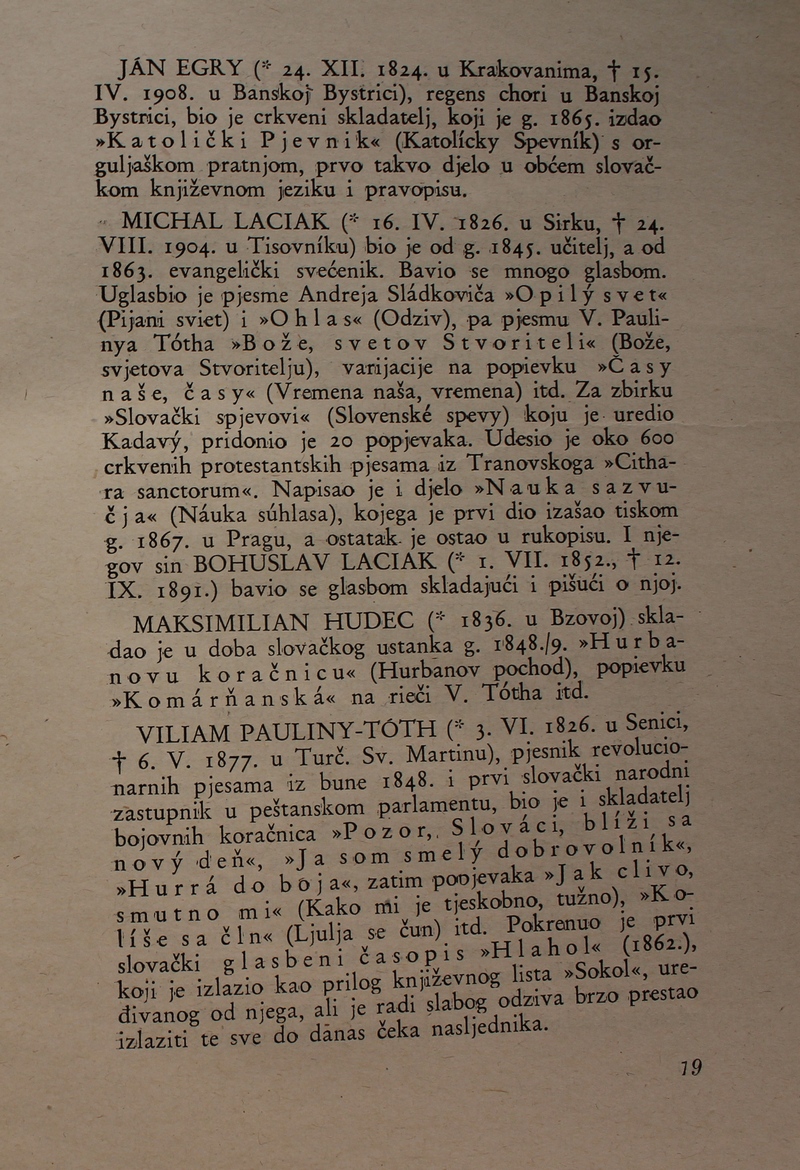 JÁN EGRY (* 24. XII. 1824. u Krakovanima, † 15.
IV. 1908. u Banskoj Bystrici), regens chori u Banskoj
Bystrici, bio je crkveni skladatelj, koji je g. 1865. izdao
»Katolički Pjevnik« (Katolícky Spevník) s or-
guljaškom pratnjom, prvo takvo djelo u obćem slovač-
kom književnom jeziku i pravopisu.
MICHAL LACIAK (* 16. IV. 1826. u Sirku, † 24.
VIII. 1904. u Tisovníku) bio je od g. 1845. učitelj, a od
1863. evangelički svećenik. Bavio se mnogo glasbom.
Uglasbio je pjesme Andreja Sládkoviča »Opilý svet«
(Pijani sviet) i »Ohlas« (Odziv), pa pjesmu V. Pauli-
nya Tótha »Bože, svetov Stvoriteli« (Bože,
svjetova Stvoritelju), varijacije na popievku »Časy
naše, časy« (Vremena naša, vremena) itd. Za zbirku
»Slovački spjevovi« (Slovenské spevy) koju je uredio
Kadavý, pridonio je 20 popjevaka. Udesio je oko 600
crkvenih protestantskih pjesama iz Tranovskoga »Citha-
ra sanctorum«. Napisao je i djelo »Nauka sazvu-
čja« (Náuka súhlasa), kojega je prvi dio izašao tiskom
g. 1867. u Pragu, a ostatak je ostao u rukopisu. I nje-
gov sin BOHUSLAV LACIAK (* 1. VII. 1852., † 12.
IX. 1891.) bavio se glasbom skladajući i pišući o njoj.
MAKSIMILIAN HUDEC (* 1836. u Bzovoj) skla-
dao je u doba slovačkog ustanka g. 1848./9. »Hurba-
novu koračnicu« (Hurbanov pochod), popievku
»Komárňanská« na rieči V. Tótha itd.
VILIAM PAULINY-TÓTH (* 3. VI. 1826. u Senici,
† 6. V. 1877. u Turč. Sv. Martinu), pjesnik revolucio-
narnih pjesama iz bune 1848. i prvi slovački narodni
zastupnik u peštanskom parlamentu, bio je i skladatelj
bojovnih koračnica »Pozor, Slováci, blíži sa
nový deň«, »Ja som smelý dobrovolník«,
»Hurrá do boja«, zatim popjevaka »Jak clivo,
smutno mi« (Kako mi je tjeskobno, tužno), »Ko-
líše sa čln« (Ljulja se čun) itd. Pokrenuo je prvi
slovački glasbeni časopis »Hlahol« (1862.),
koji je izlazio kao prilog književnog lista »Sokol«, ure-
divanog od njega, ali je radi slabog odziva brzo prestao
izlaziti te sve do danas čeka nasljednika.
19